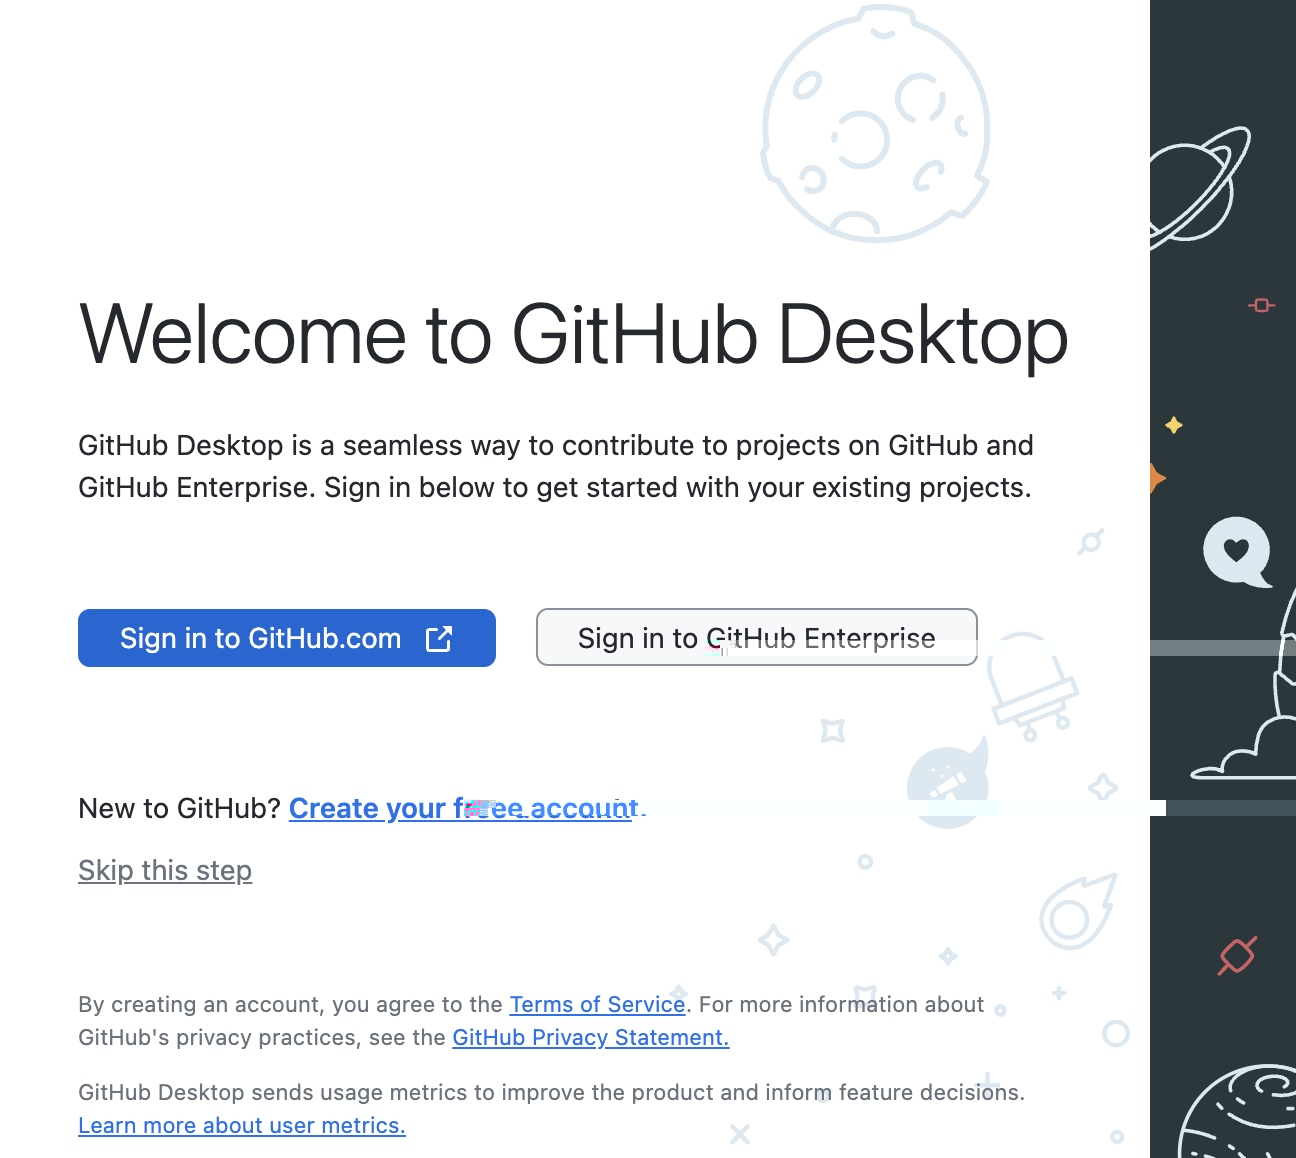 Welcome to GitHub Desktop
GitHub Desktop is a seamless way to contribute to projects on GitHub and
GitHub Enterprise. Sign in below to get started with your existing projects.
Sign in to GitHub.com
Sign in to GitHub Enterprise
New to GitHub? Create your free account.
Skip this step
By creating an account, you agree to the Terms of Service. For more information about
GitHub's privacy practices, see the GitHub Privacy Statement.
GitHub Desktop sends usage metrics to improve the product and inform feature decisions.
Learn more about user metrics.